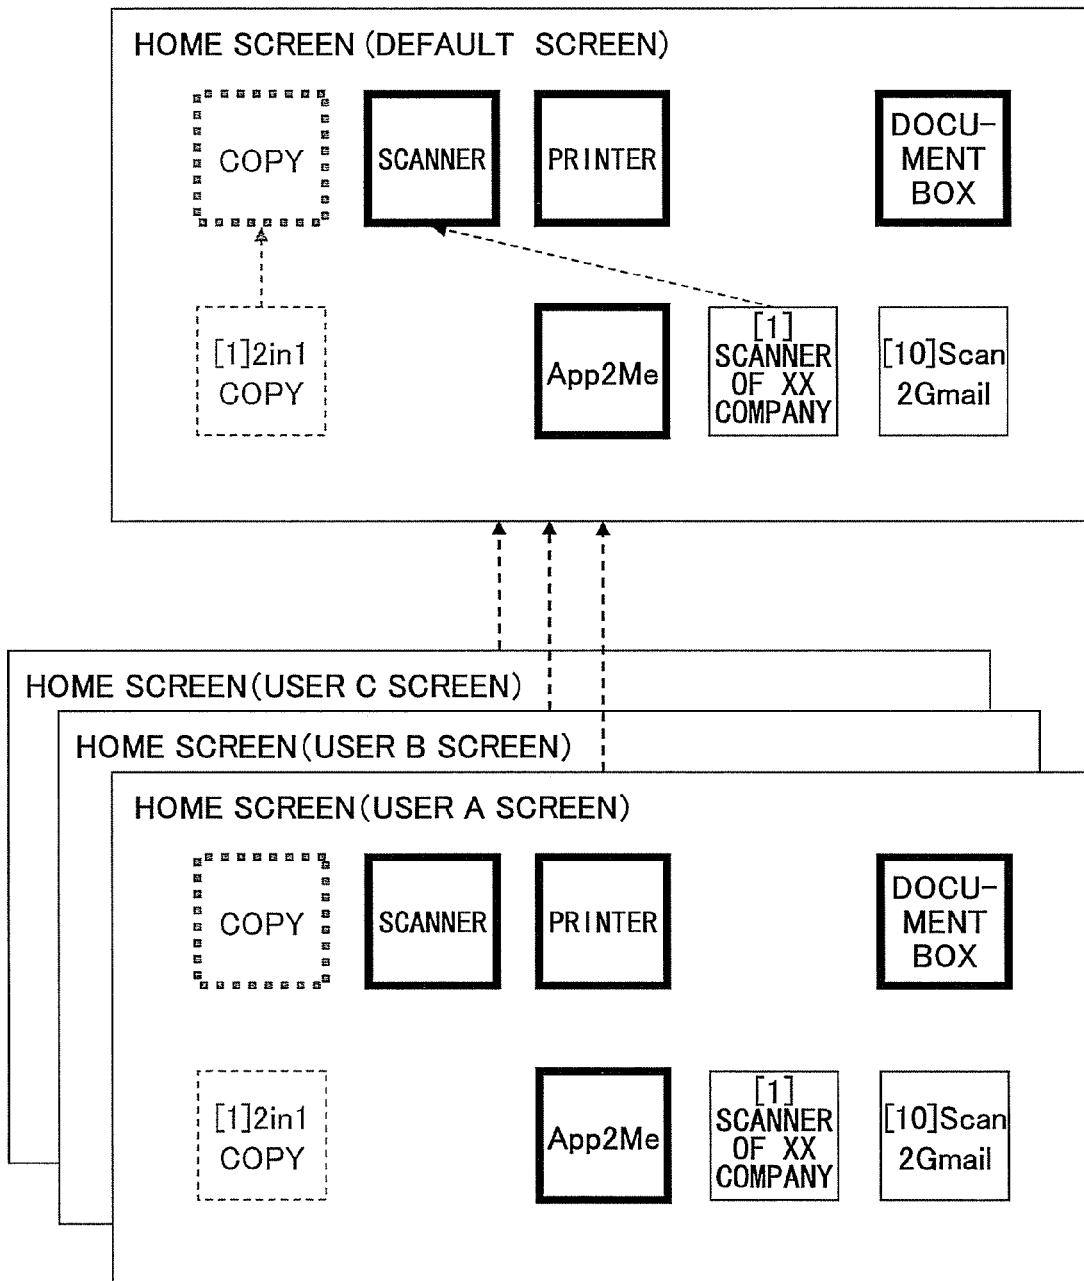 HOME SCREEN (DEFAULT SCREEN)
COPY
SCANNER
PRINTER
DOCU-
MENT
BOX
[1]2in1
COPY
App2Me
[1]
SCANNER
OF XX
COMPANY
[10]Scan
2Gmail
HOME SCREEN(USER C SCREEN)
HOME SCREEN(USER B SCREEN)
HOME SCREEN(USER A SCREEN)
COPY
SCANNER
PRINTER
DOCU-
MENT
BOX
[1]2in1
COPY
App2Me
[1]
SCANNER
OF XX
COMPANY
[10]Scan
2Gmail